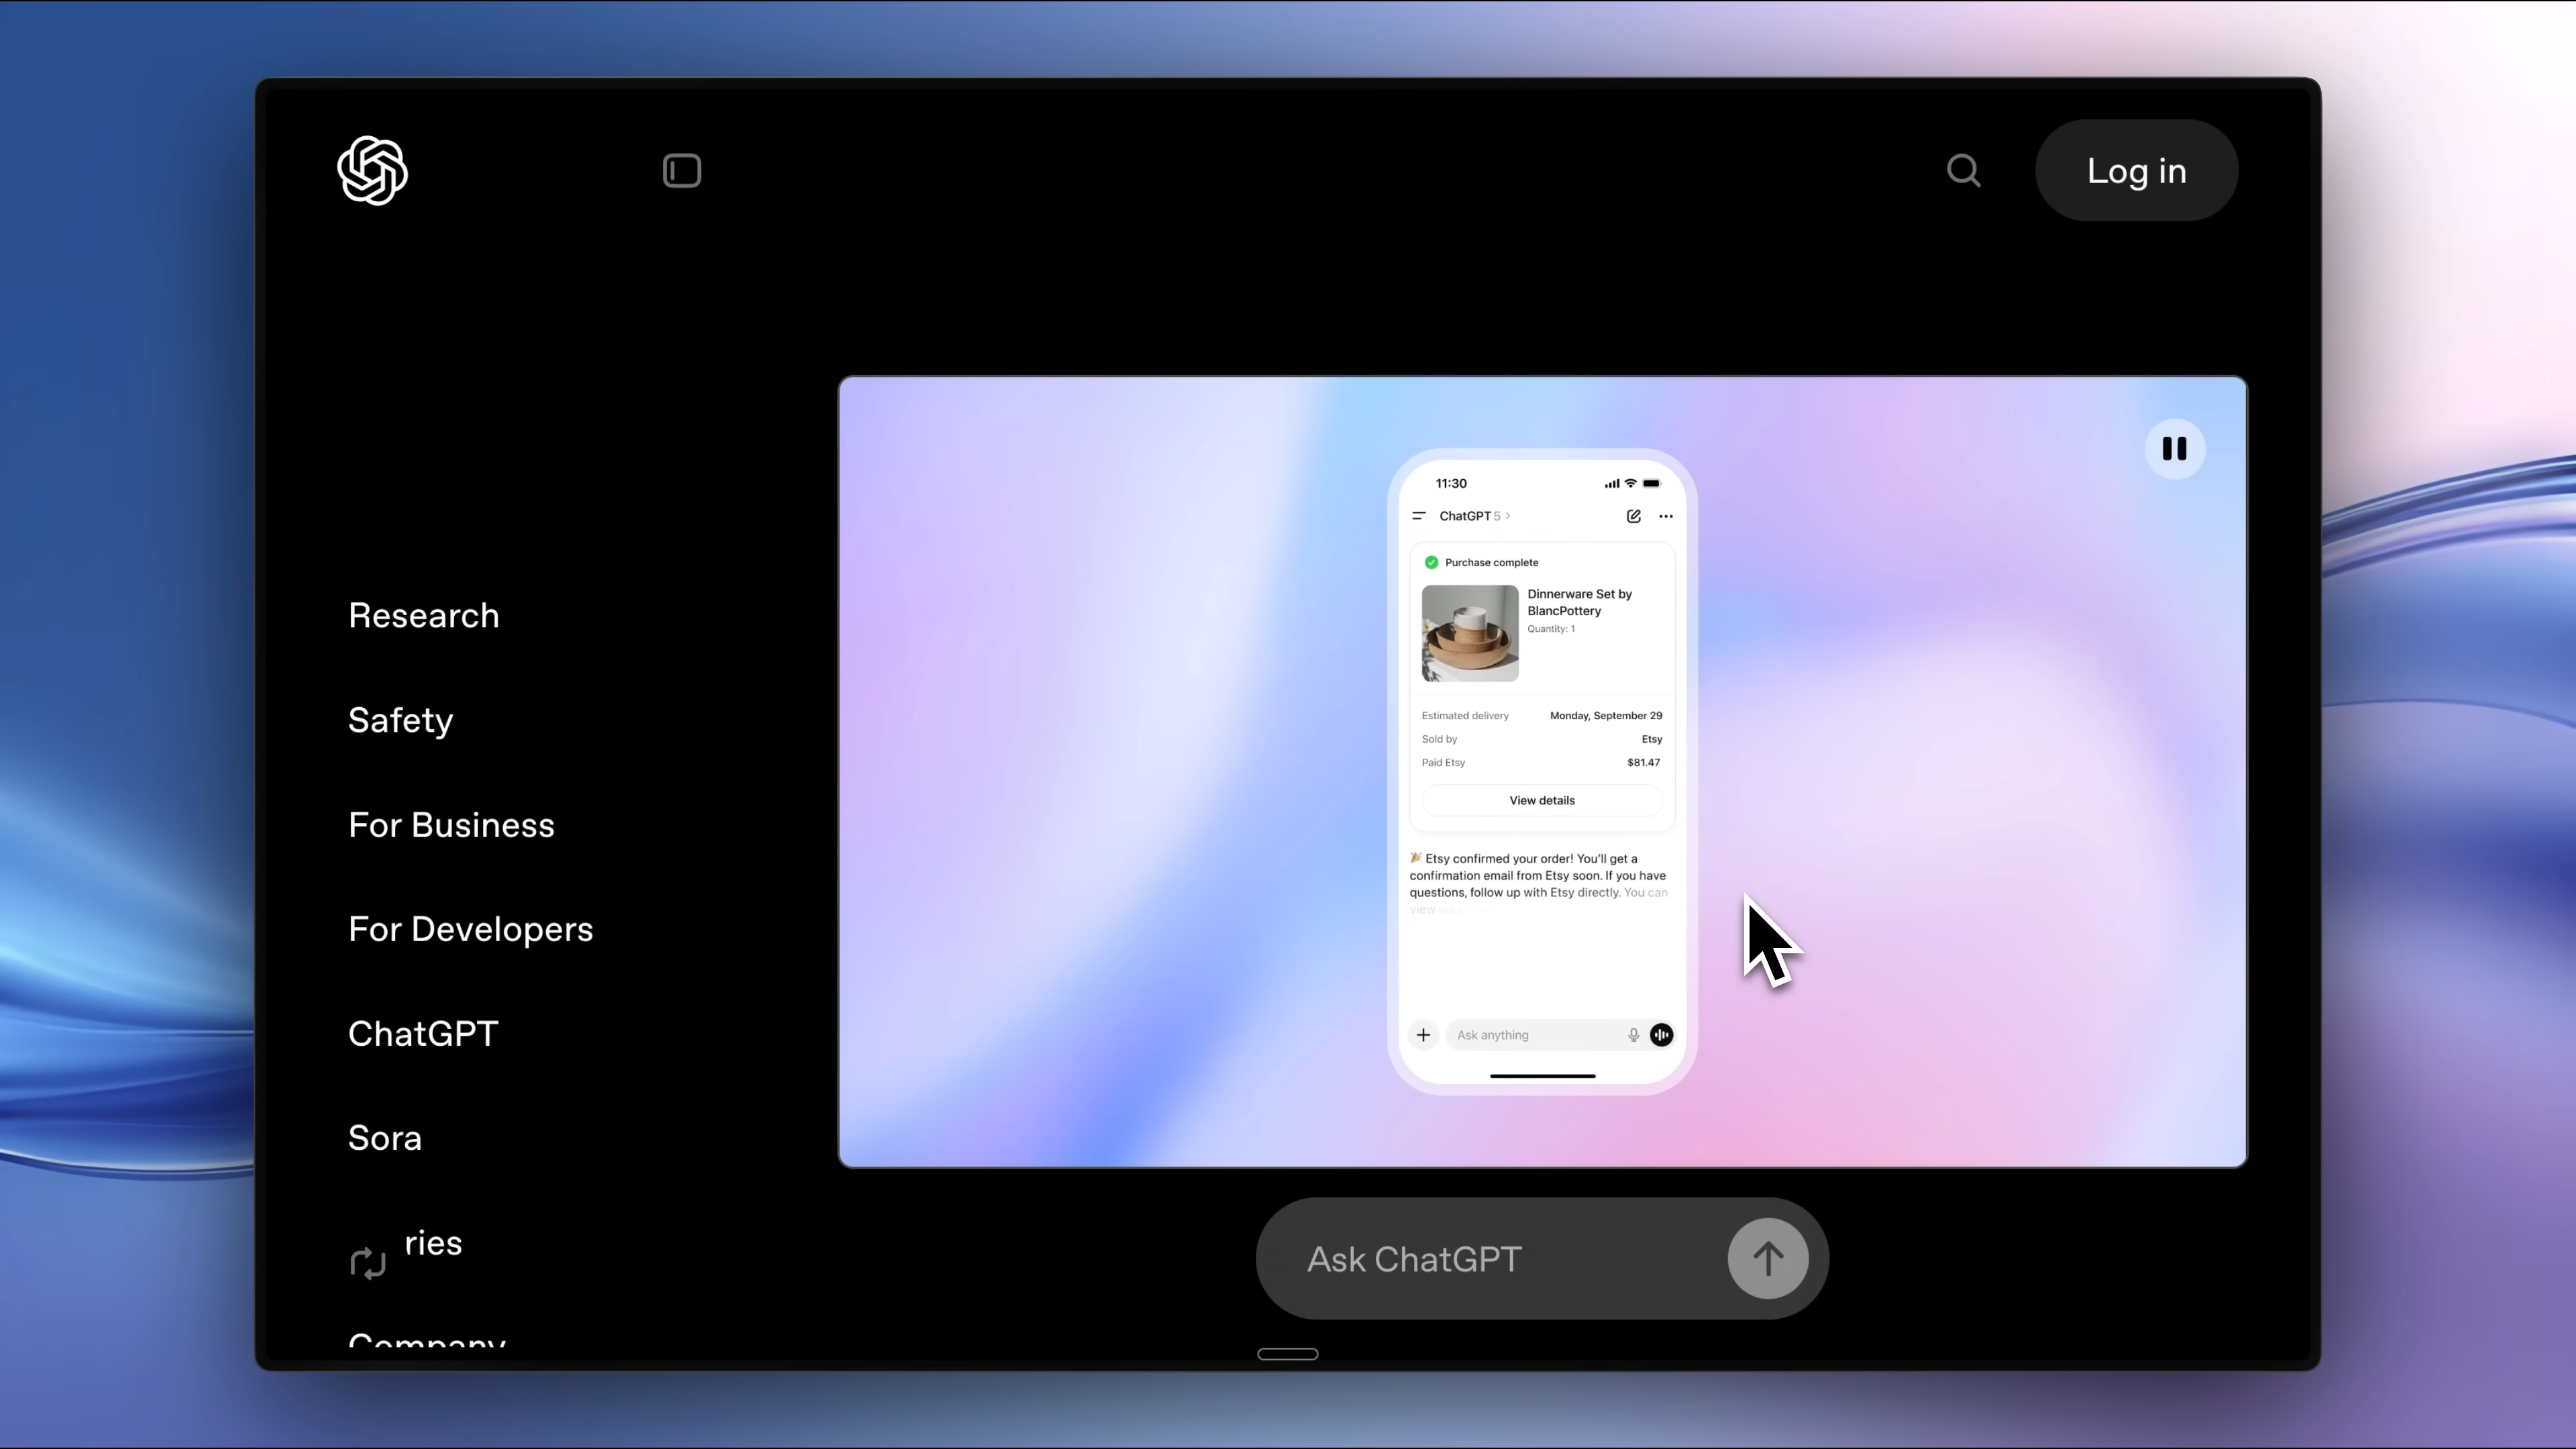 Log in
Research
Safety
For Business
For Developers
ChatGPT
Sora
ries
Company
11:30
ChatGPT 5 >
Purchase complete
Dinnerware Set by
BlancPottery
Quantity: 1
Estimated delivery Monday, September 29
Sold by Etsy
Paid Etsy $81.47
View details
🎉 Etsy confirmed your order! You'll get a
confirmation email from Etsy soon. If you have
questions, follow up with Etsy directly. You can
view your
Ask anything
Ask ChatGPT